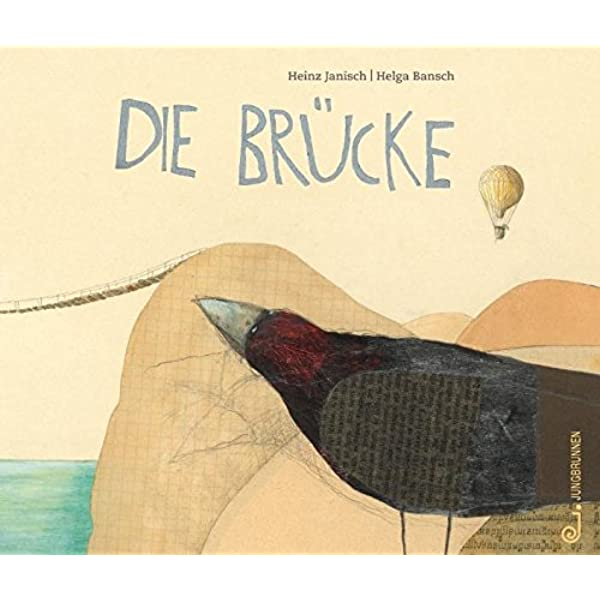 Heinz Janisch | Helga Bansch
DIE BRÜCKE
JUNGBRUNNEN